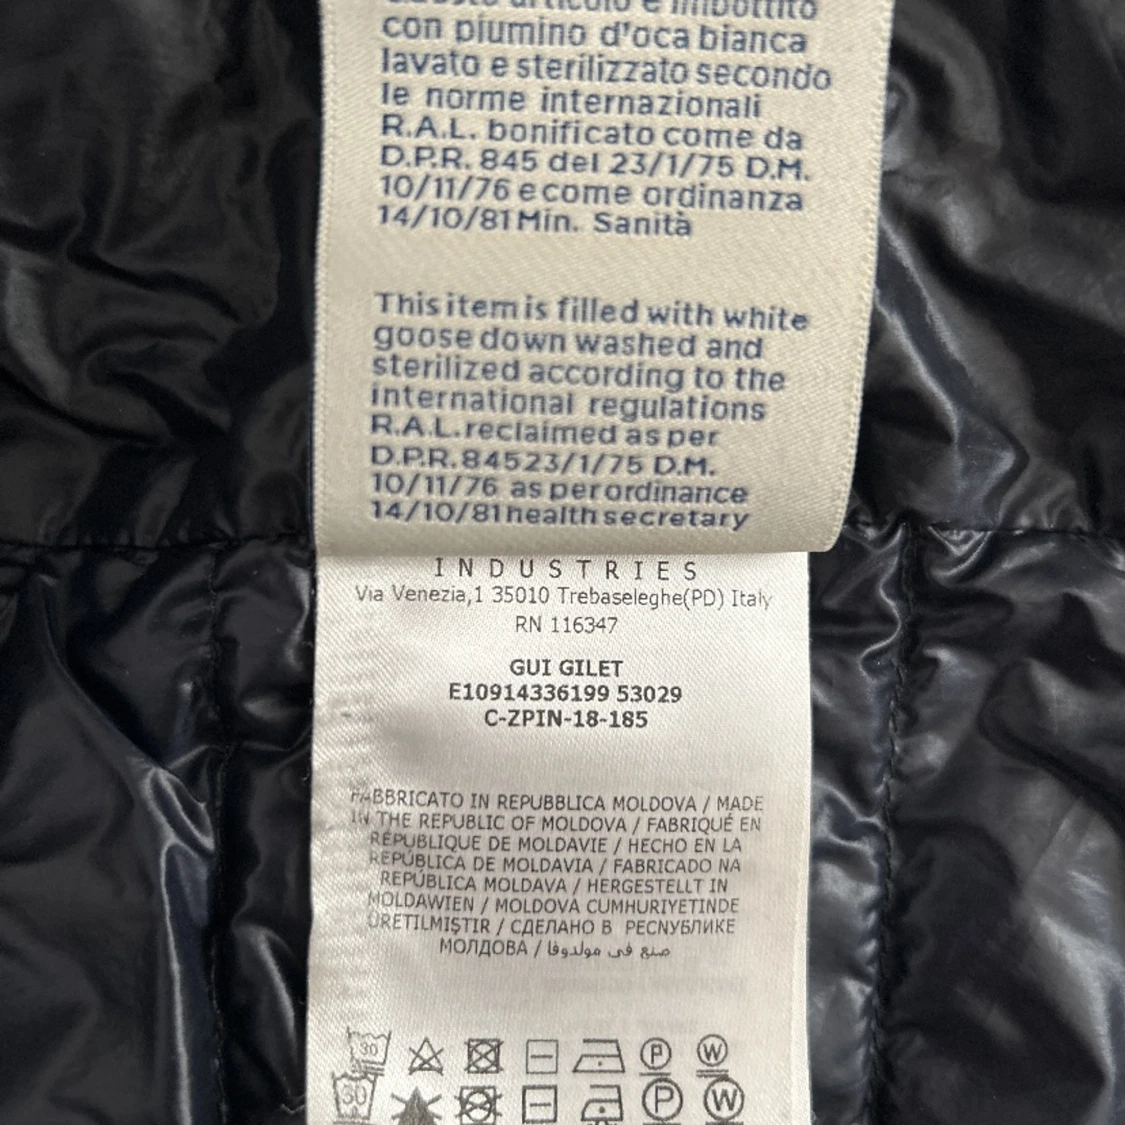 questo articolo è imbottito
con piumino d'oca bianca
lavato e sterilizzato secondo
le norme internazionali
R.A.L. bonificato come da
D.P.R. 845 del 23/1/75 D.M.
10/11/76 e come ordinanza
14/10/81 Min. Sanità
This item is filled with white
goose down washed and
sterilized according to the
international regulations
R.A.L. reclaimed as per
D.P.R. 845 23/1/75 D.M.
10/11/76 as per ordinance
14/10/81 health secretary
INDUSTRIES
Via Venezia,1 35010 Trebaseleghe(PD) Italy
RN 116347
GUI GILET
E10914336199 53029
C-ZPIN-18-185
FABBRICATO IN REPUBBLICA MOLDOVA / MADE
IN THE REPUBLIC OF MOLDOVA / FABRIQUÉ EN
RÉPUBLIQUE DE MOLDAVIE / HECHO EN LA
REPÚBLICA DE MOLDAVIA / FABRICADO NA
REPÚBLICA MOLDAVA / HERGESTELLT IN
MOLDAWIEN / MOLDOVA CUMHURIYETINDE
ÜRETILMIŞTIR / СДЕЛАНО В РЕСПУБЛИКЕ
МОЛДОВА / صنع في مولدوفا
30 P W
30 P W